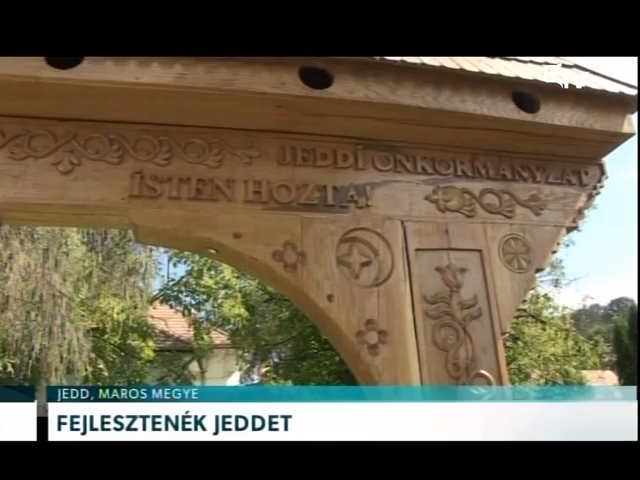 JEDDI ÖNKORMÁNYZAT
ISTEN HOZTA!
JEDD, MAROS MEGYE
FEJLESZTENÉK JEDDET